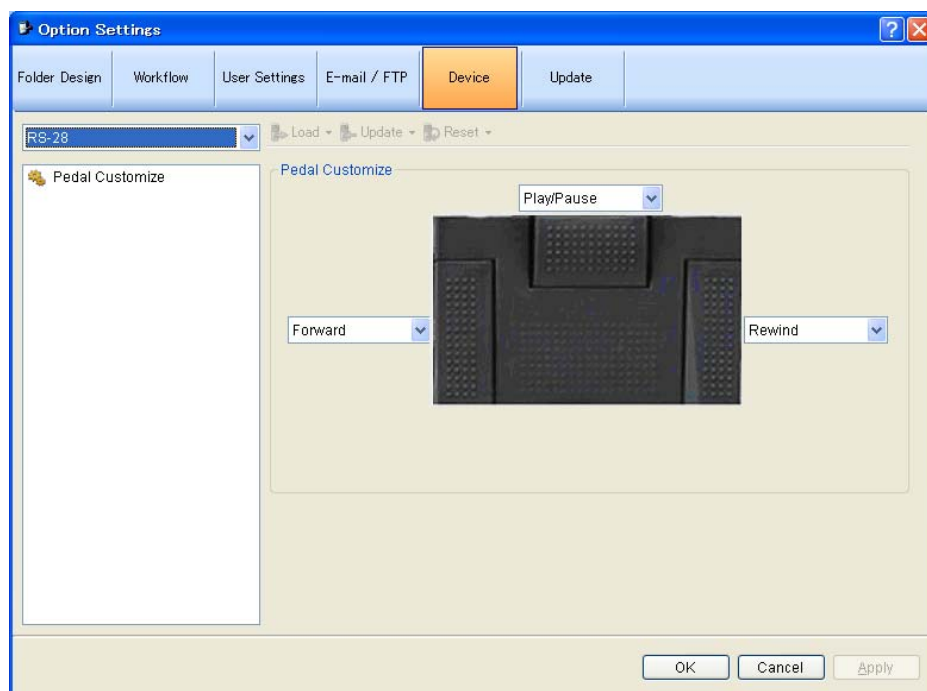 Option Settings
Folder Design Workflow User Settings E-mail / FTP Device Update
RS-28 Load Update Reset
Pedal Customize
Pedal Customize
Play/Pause
Forward
Rewind
OK Cancel Apply